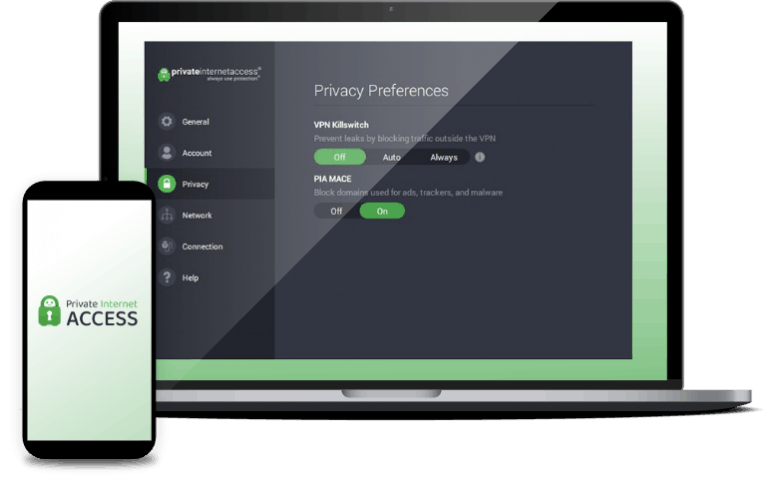 privateinternetaccess™
always use protection™
General
Account
Privacy
Network
Connection
Help
Privacy Preferences
VPN Killswitch
Prevent leaks by blocking traffic outside the VPN
Off Auto Always i
PIA MACE
Block domains used for ads, trackers, and malware
Off On
Private Internet
ACCESS